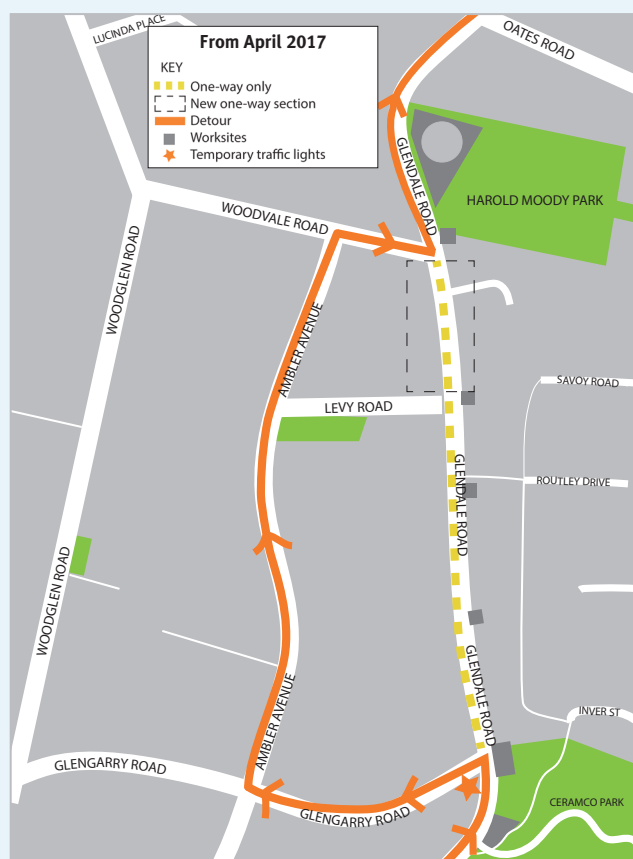 LUCINDA PLACE
OATES ROAD
From April 2017
KEY
One-way only
New one-way section
Detour
Worksites
Temporary traffic lights
GLENDALE ROAD
HAROLD MOODY PARK
WOODVALE ROAD
WOODGLEN ROAD
AMBLER AVENUE
SAVOY ROAD
LEVY ROAD
GLENDALE ROAD
ROUTLEY DRIVE
WOODGLEN ROAD
GLENDALE ROAD
AMBLER AVENUE
INVER ST
GLENGARRY ROAD
CERAMCO PARK
GLENGARRY ROAD